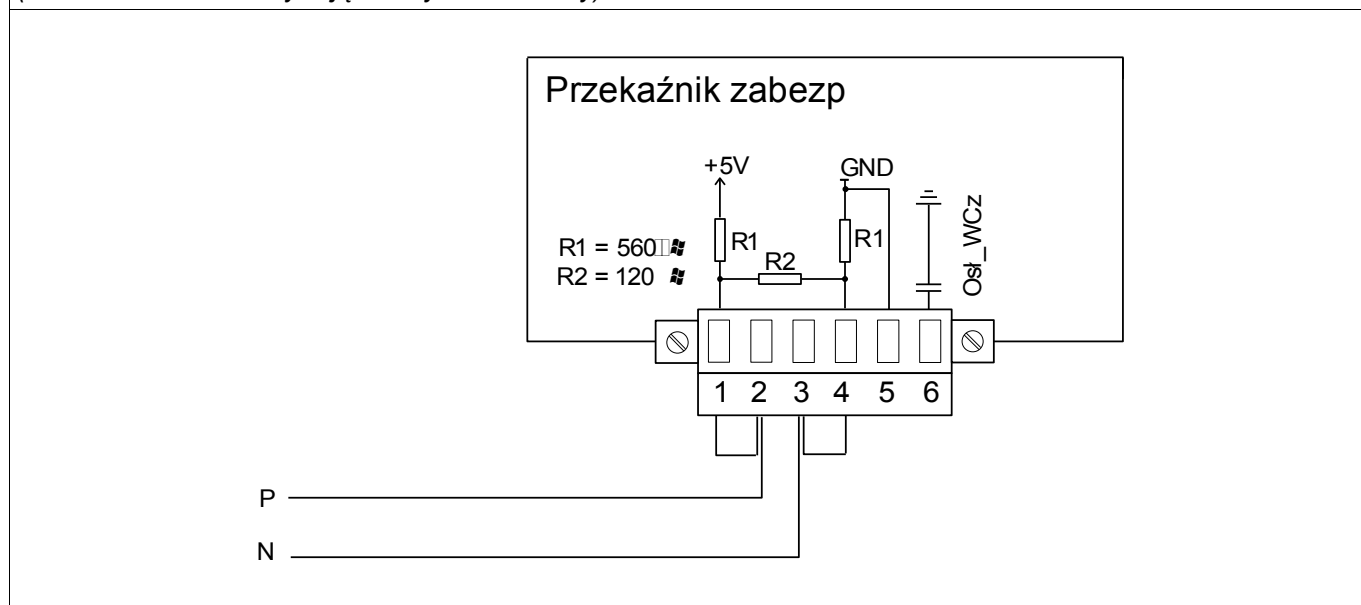 Przekaźnik zabezp
+5V
GND
R1 = 560
R1
R1
R2 = 120
R2
Osł_WCz
1 2 3 4 5 6
P
N